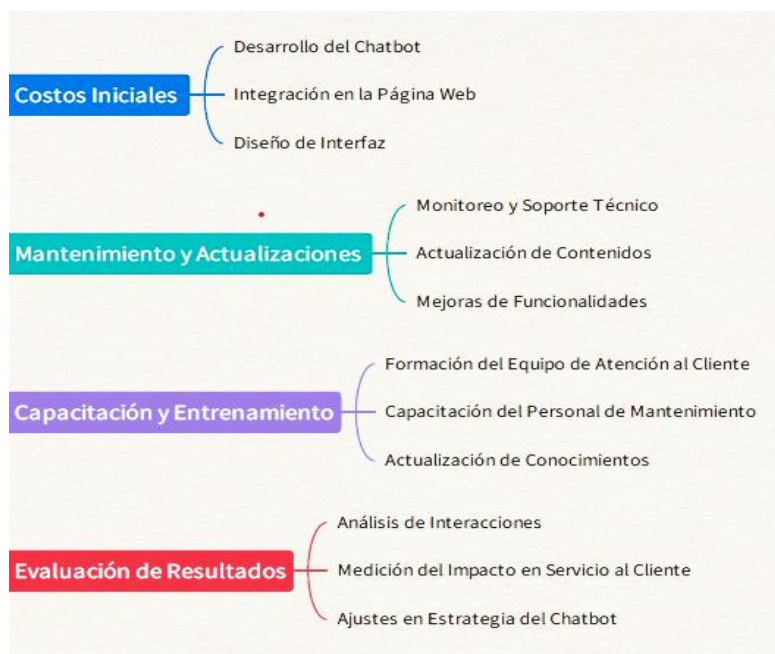 Desarrollo del Chatbot
Costos Iniciales
Integración en la Página Web
Diseño de Interfaz
Monitoreo y Soporte Técnico
Mantenimiento y Actualizaciones
Actualización de Contenidos
Mejoras de Funcionalidades
Formación del Equipo de Atención al Cliente
Capacitación y Entrenamiento
Capacitación del Personal de Mantenimiento
Actualización de Conocimientos
Análisis de Interacciones
Evaluación de Resultados
Medición del Impacto en Servicio al Cliente
Ajustes en Estrategia del Chatbot